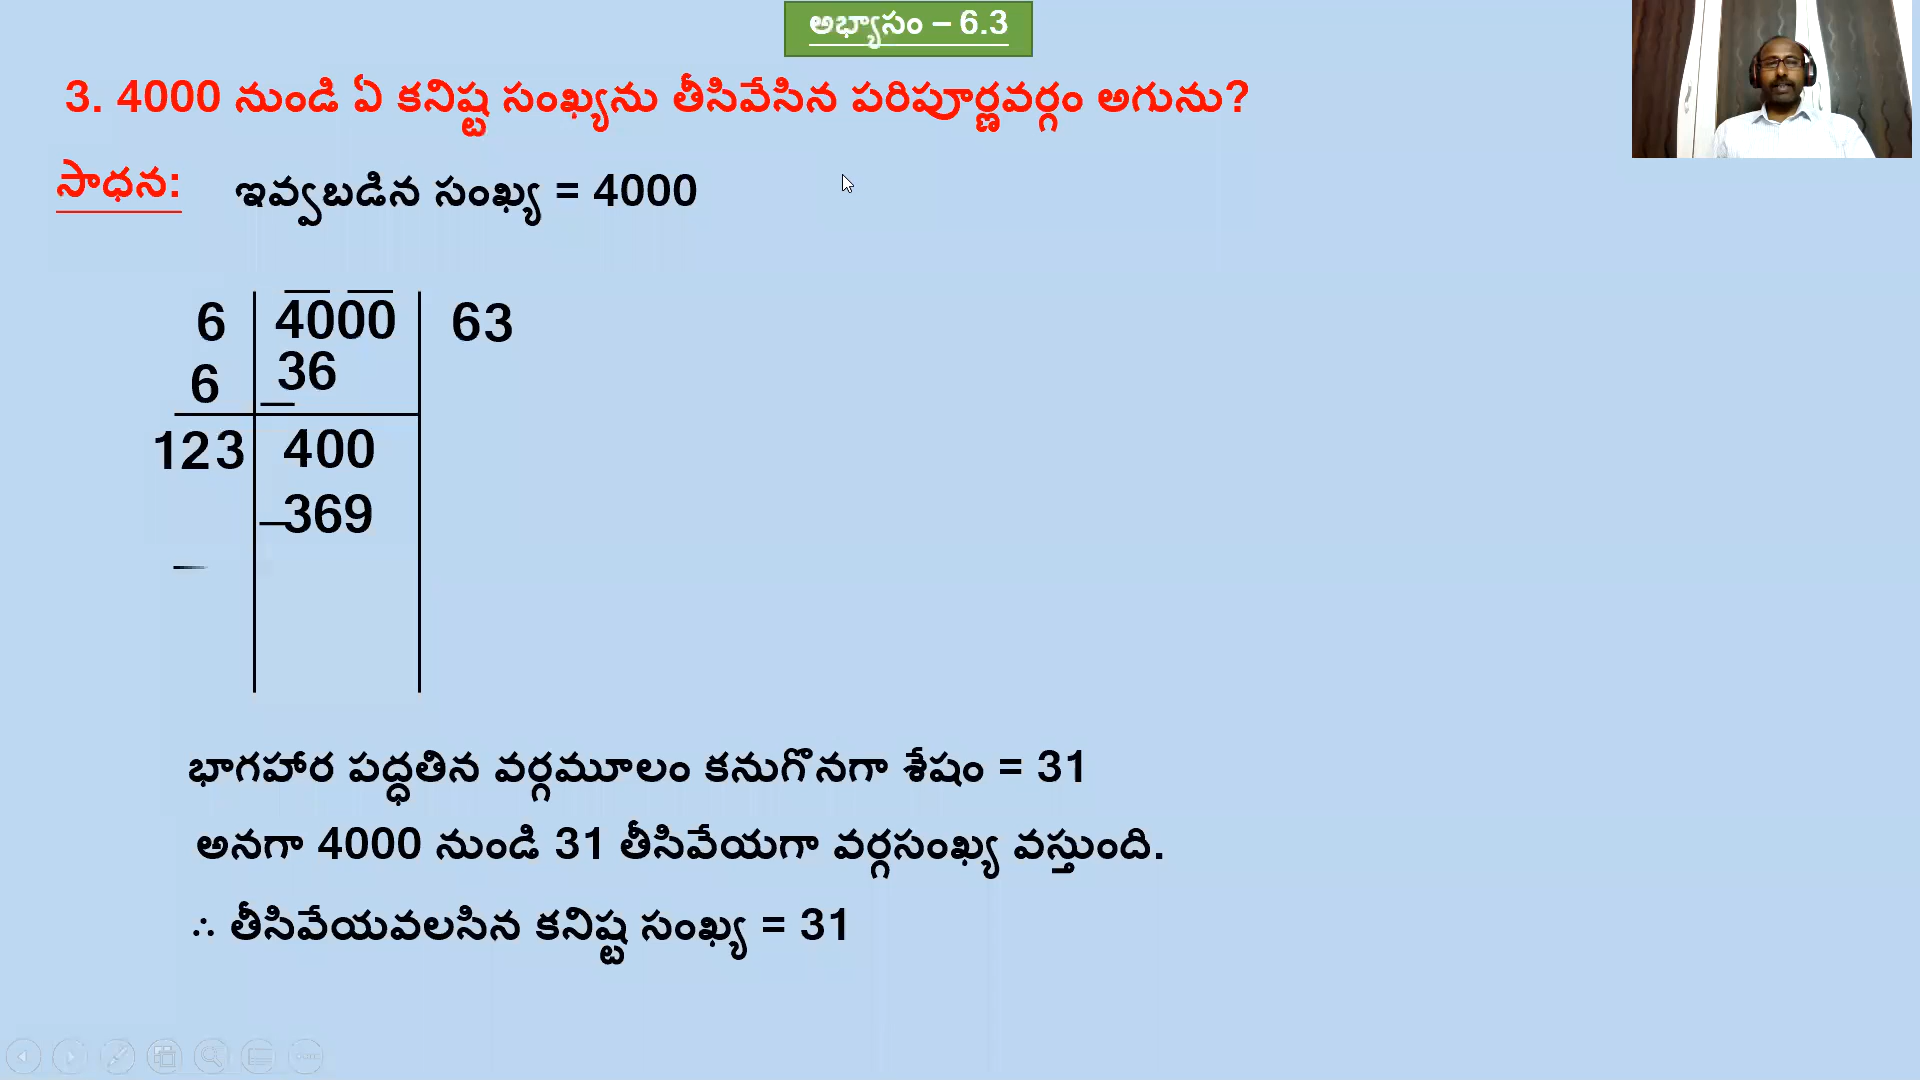 అభ్యాసం – 6.3
3. 4000 నుండి ఏ కనిష్ట సంఖ్యను తీసివేసిన పరిపూర్ణవర్గం అగును?
సాధన: ఇవ్వబడిన సంఖ్య = 4000
6 4000 63
6 36
–
123 400
–369
–
భాగహార పద్ధతిన వర్గమూలం కనుగొనగా శేషం = 31
అనగా 4000 నుండి 31 తీసివేయగా వర్గసంఖ్య వస్తుంది.
∴ తీసివేయవలసిన కనిష్ట సంఖ్య = 31